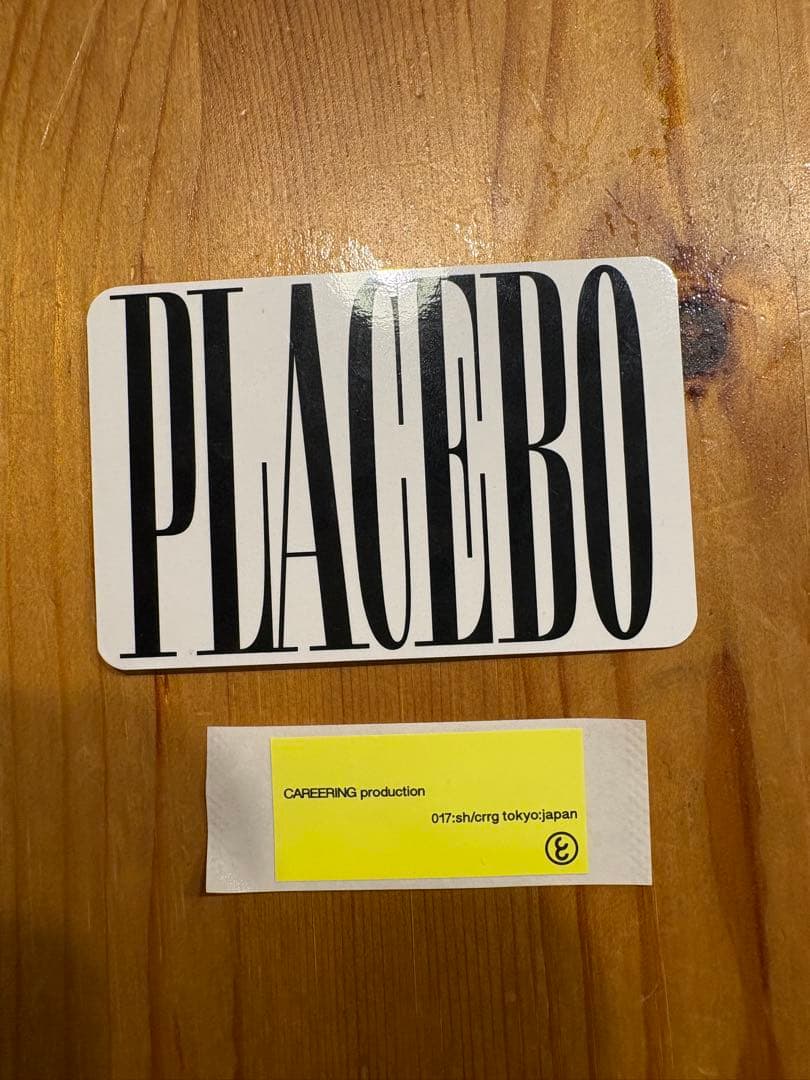 PLACEBO
CAREERING production
017:sh/crrg tokyo:japan